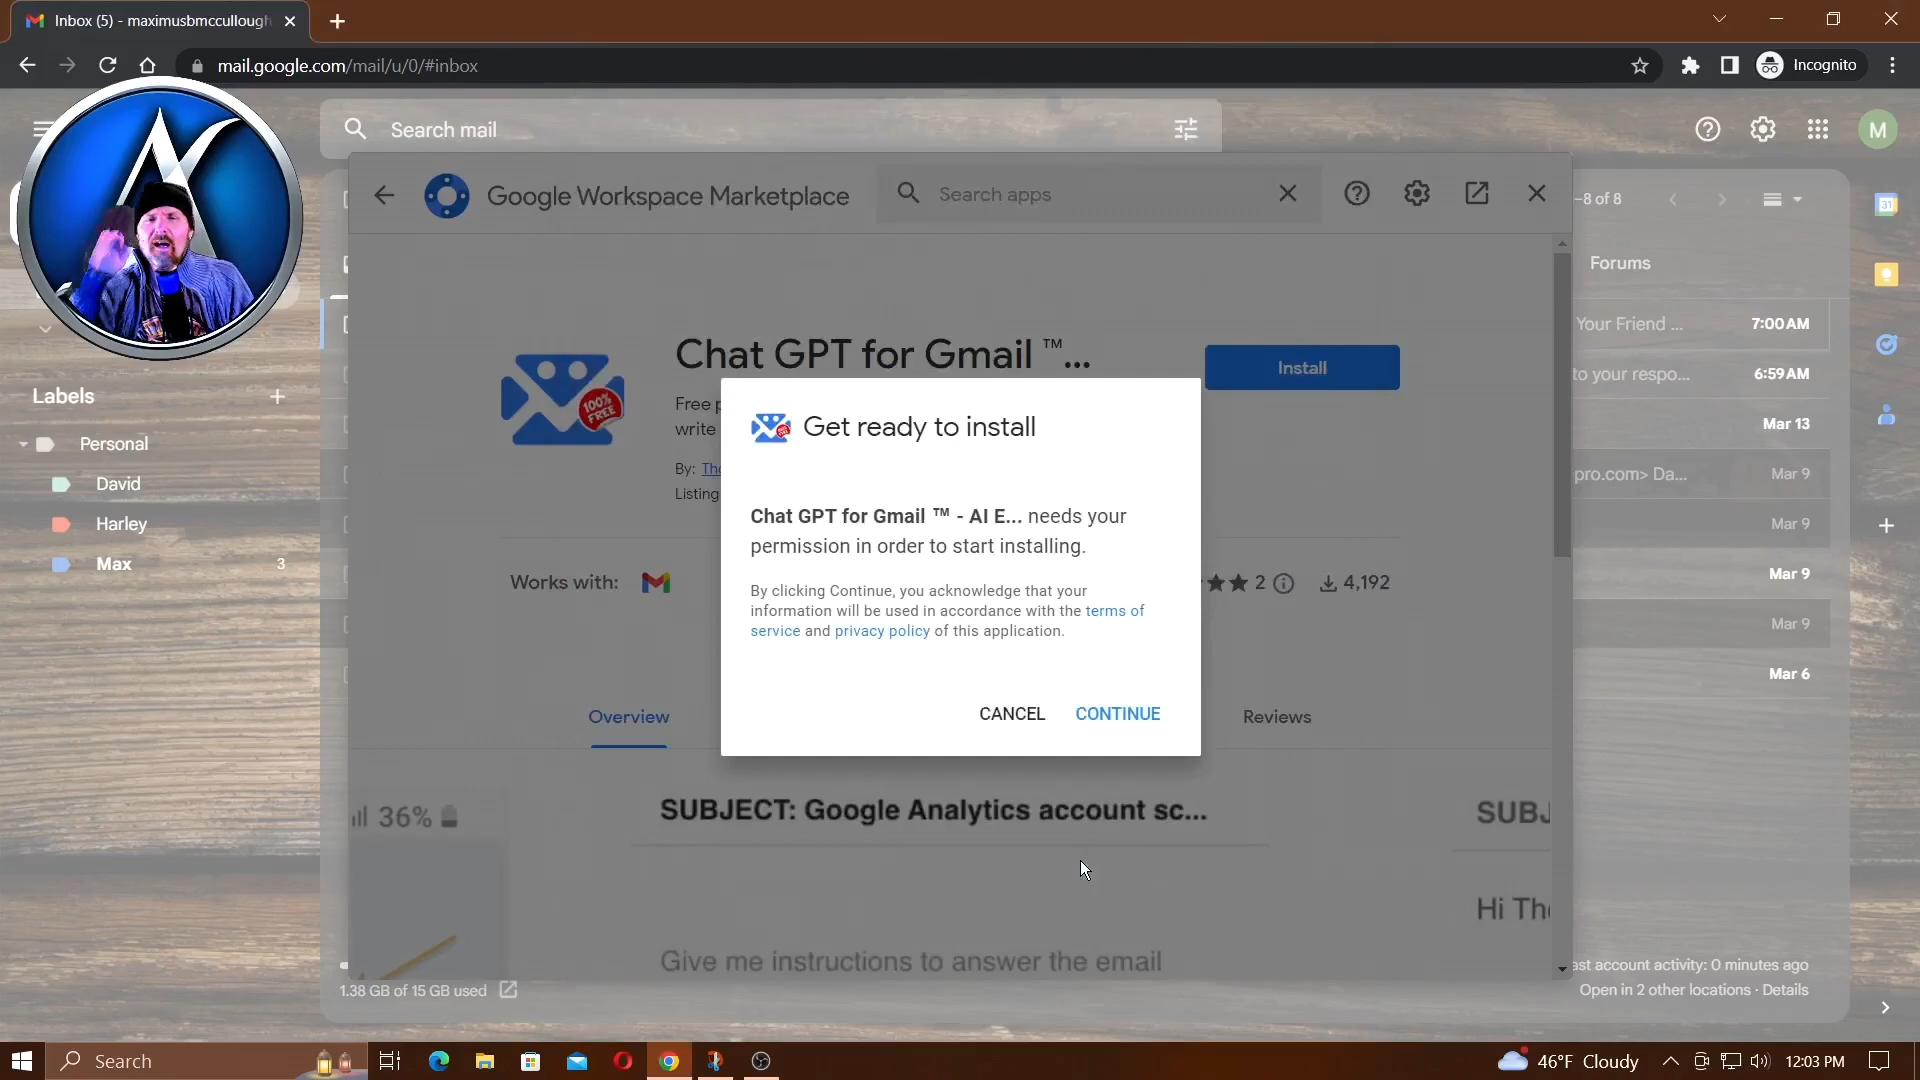 Inbox (5) - maximusbmccullough
mail.google.com/mail/u/0/#inbox
Incognito
Search mail
M
Google Workspace Marketplace
Search apps
-8 of 8
31
Forums
Chat GPT for Gmail ™...
Install
100%
FREE
Free
write
By: Tho
Listing
Get ready to install
Chat GPT for Gmail ™ - AI E... needs your
permission in order to start installing.
By clicking Continue, you acknowledge that your
information will be used in accordance with the terms of
service and privacy policy of this application.
CANCEL CONTINUE
Works with:
2
4,192
Overview
Reviews
Your Friend ... 7:00 AM
to your respo... 6:59 AM
Mar 13
pro.com> Da... Mar 9
Mar 9
Mar 9
Mar 9
Mar 6
Labels
Personal
David
Harley
Max 3
36%
SUBJECT: Google Analytics account sc...
SUBJ
Hi Tho
Give me instructions to answer the email
1.38 GB of 15 GB used
ast account activity: 0 minutes ago
Open in 2 other locations · Details
Search
46°F Cloudy
12:03 PM